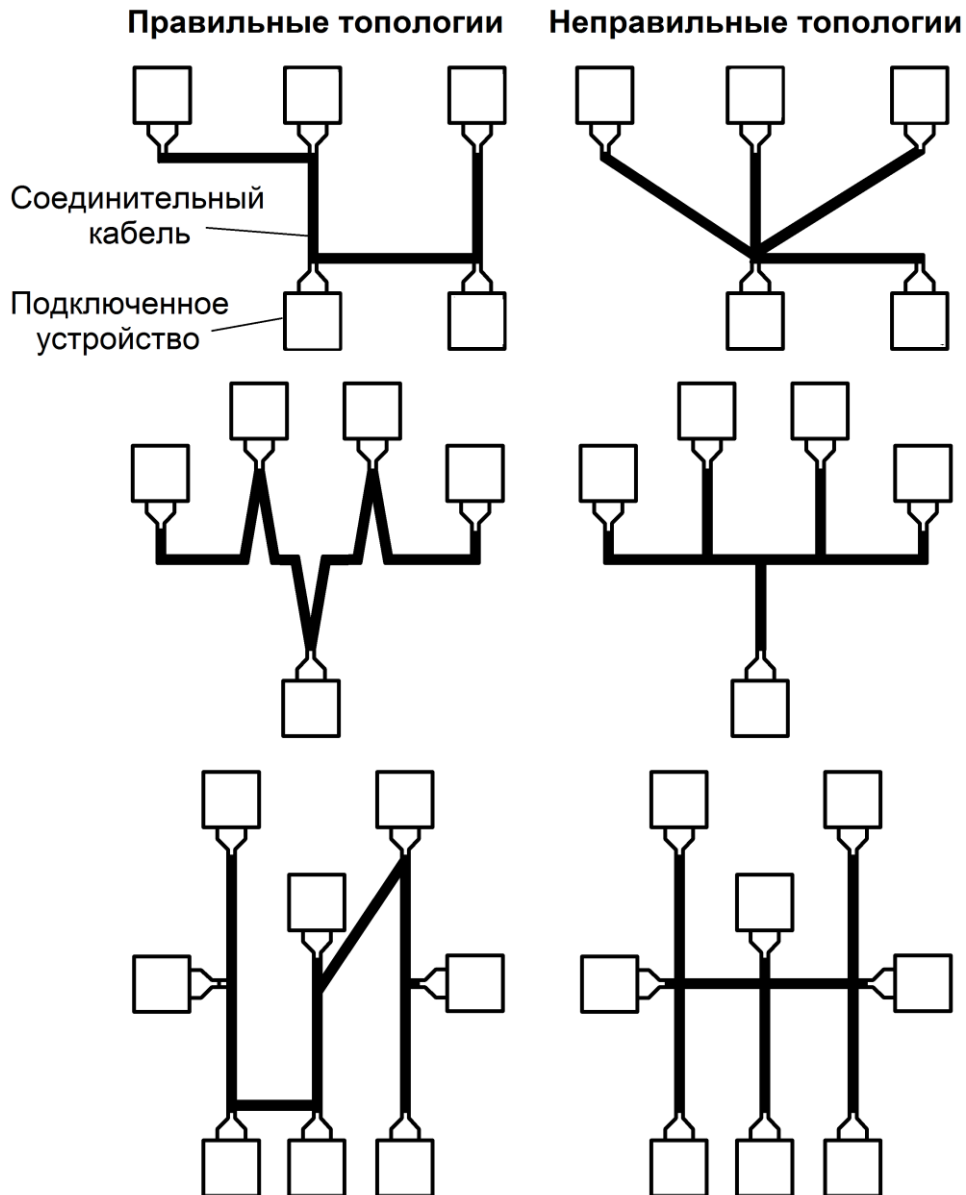 Правильные топологии
Неправильные топологии
Соединительный
кабель
Подключенное
устройство